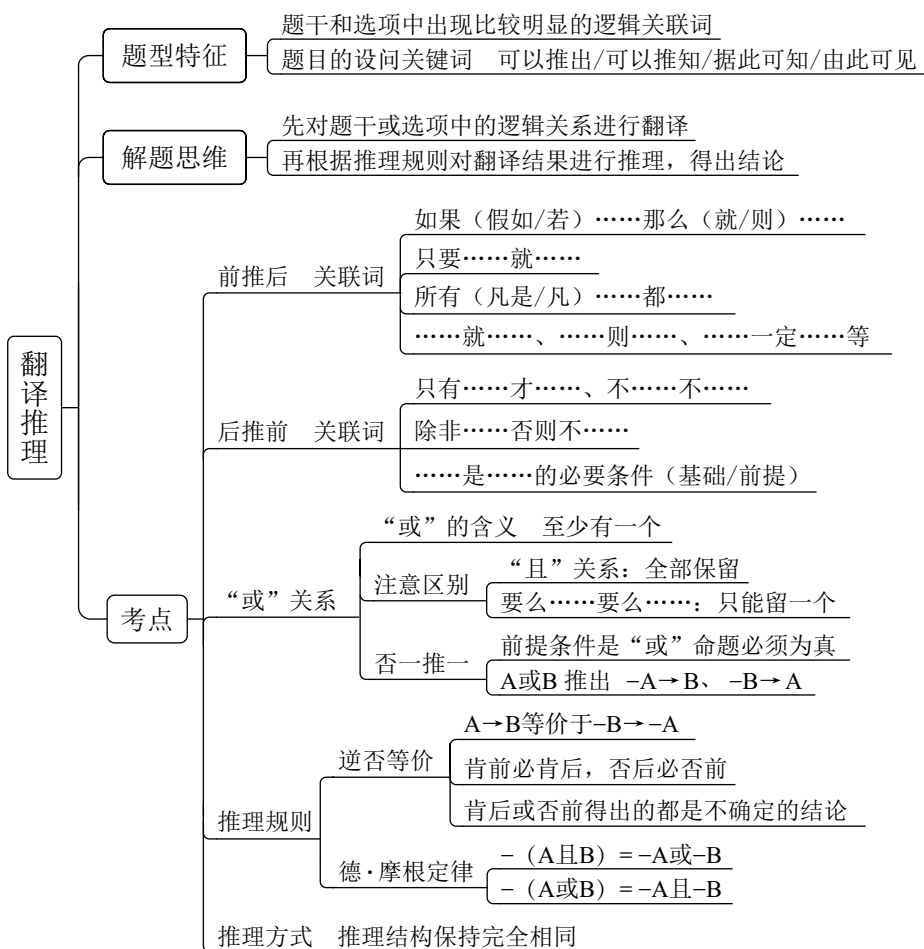 翻译推理
题型特征
题干和选项中出现比较明显的逻辑关联词
题目的设问关键词 可以推出/可以推知/据此可知/由此可见
解题思维
先对题干或选项中的逻辑关系进行翻译
再根据推理规则对翻译结果进行推理，得出结论
考点
前推后 关联词
如果（假如/若）……那么（就/则）……
只要……就……
所有（凡是/凡）……都……
……就……、……则……、……一定……等
后推前 关联词
只有……才……、不……不……
除非……否则不……
……是……的必要条件（基础/前提）
“或”关系
“或”的含义 至少有一个
注意区别
“且”关系：全部保留
要么……要么……：只能留一个
否一推一
前提条件是“或”命题必须为真
A或B 推出 −A→B、 −B→A
推理规则
逆否等价
A→B等价于−B→−A
肯前必肯后，否后必否前
肯后或否前得出的都是不确定的结论
德·摩根定律
−（A且B）=−A或−B
−（A或B）=−A且−B
推理方式 推理结构保持完全相同